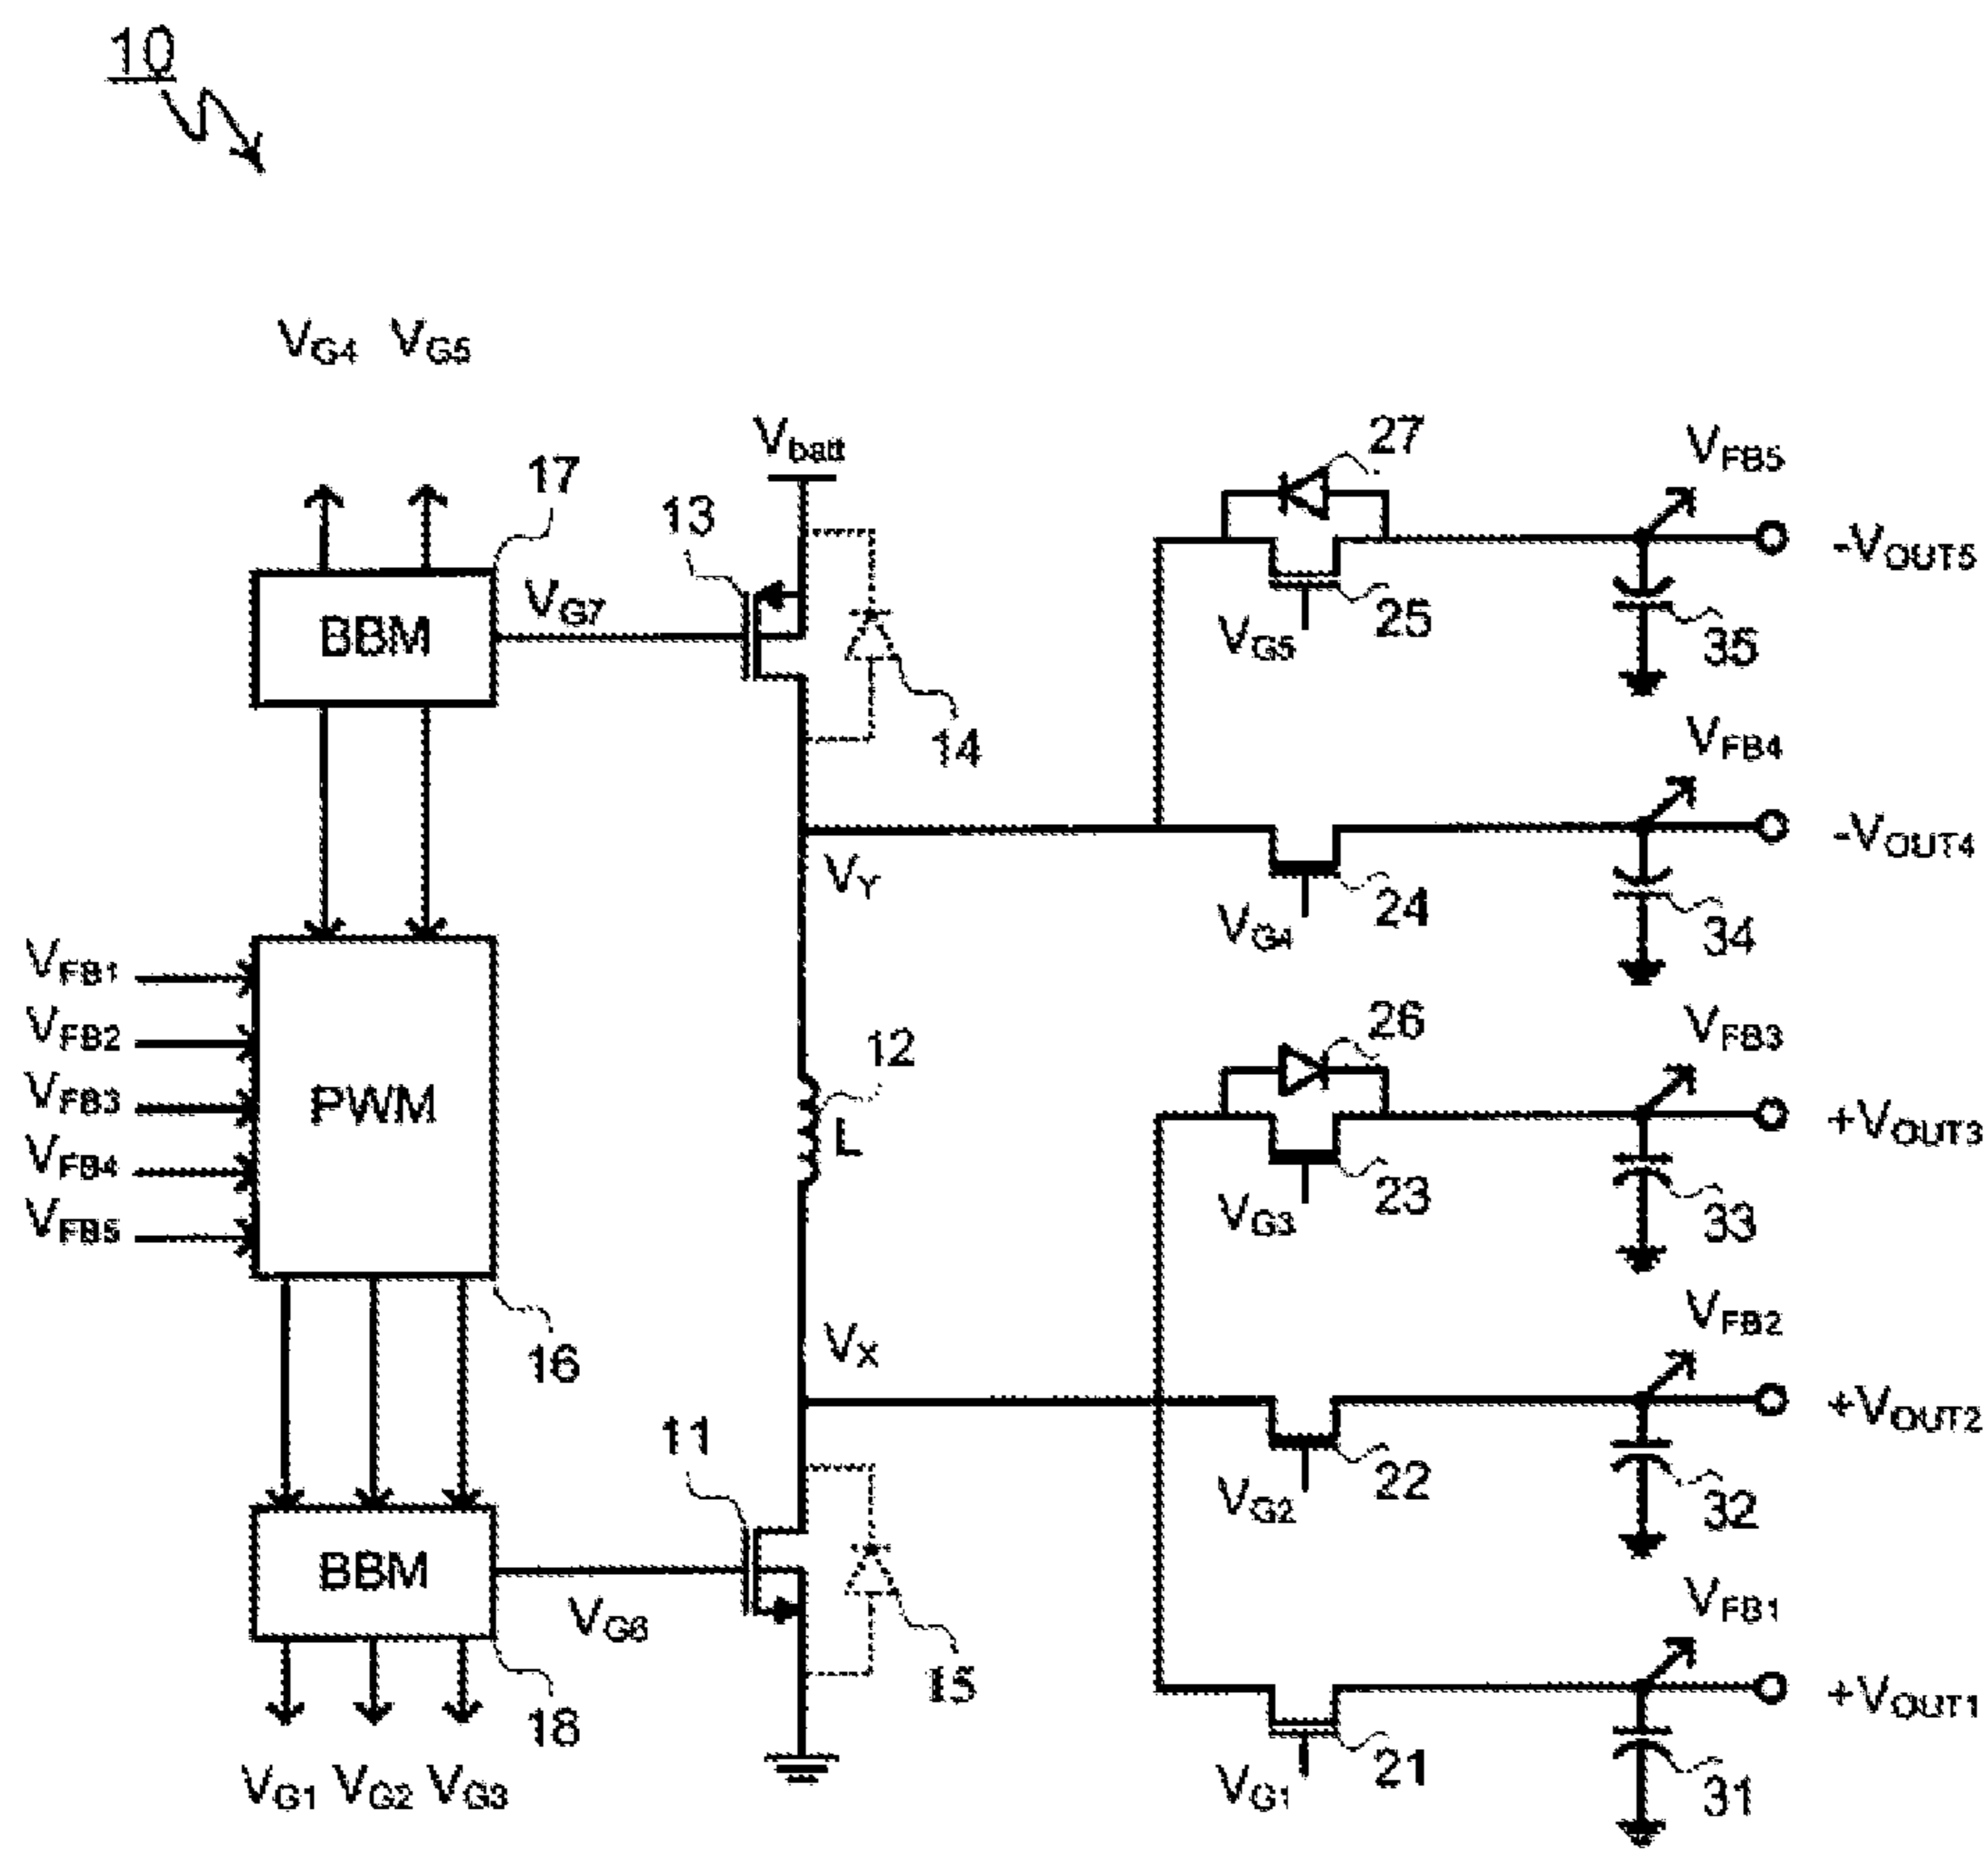 10
VG4 VG5
Vbatt
27
VFB5
17
13
-VOUT5
BBM
VG7
VG5
25
35
14
VFB4
-VOUT4
VY
VG4
24
34
VFB1
VFB2
VFB3
VFB4
VFB5
PWM
12
L
26
VFB3
+VOUT3
VG3
23
33
16
VX
VFB2
+VOUT2
11
VG2
22
32
BBM
VG6
15
VFB1
+VOUT1
18
VG1 VG2 VG3
VG1
21
31